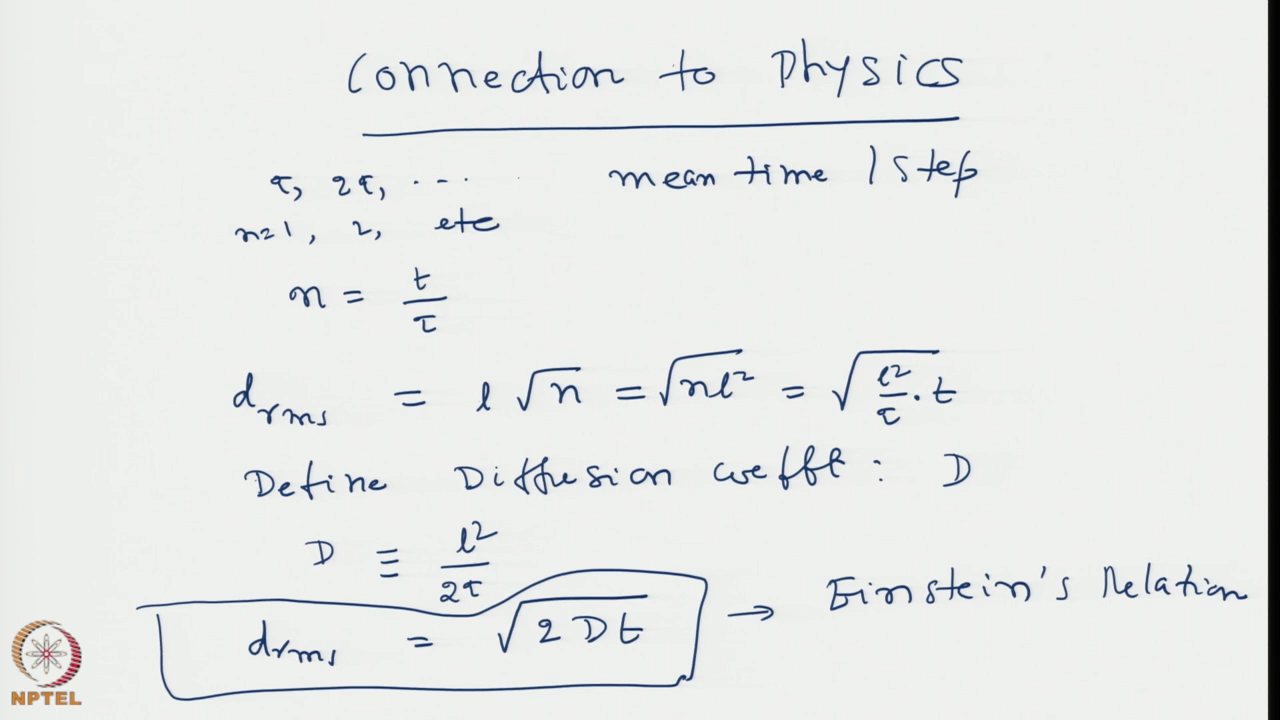 Connection to Physics
τ, 2τ, ... mean time / step
n=1, 2, etc
n = t/τ
d_rms = l √n = √nl² = √(l²/τ · t)
Define Diffusion coefft : D
D ≡ l²/2τ
d_rms = √2Dt → Einstein's Relation
NPTEL